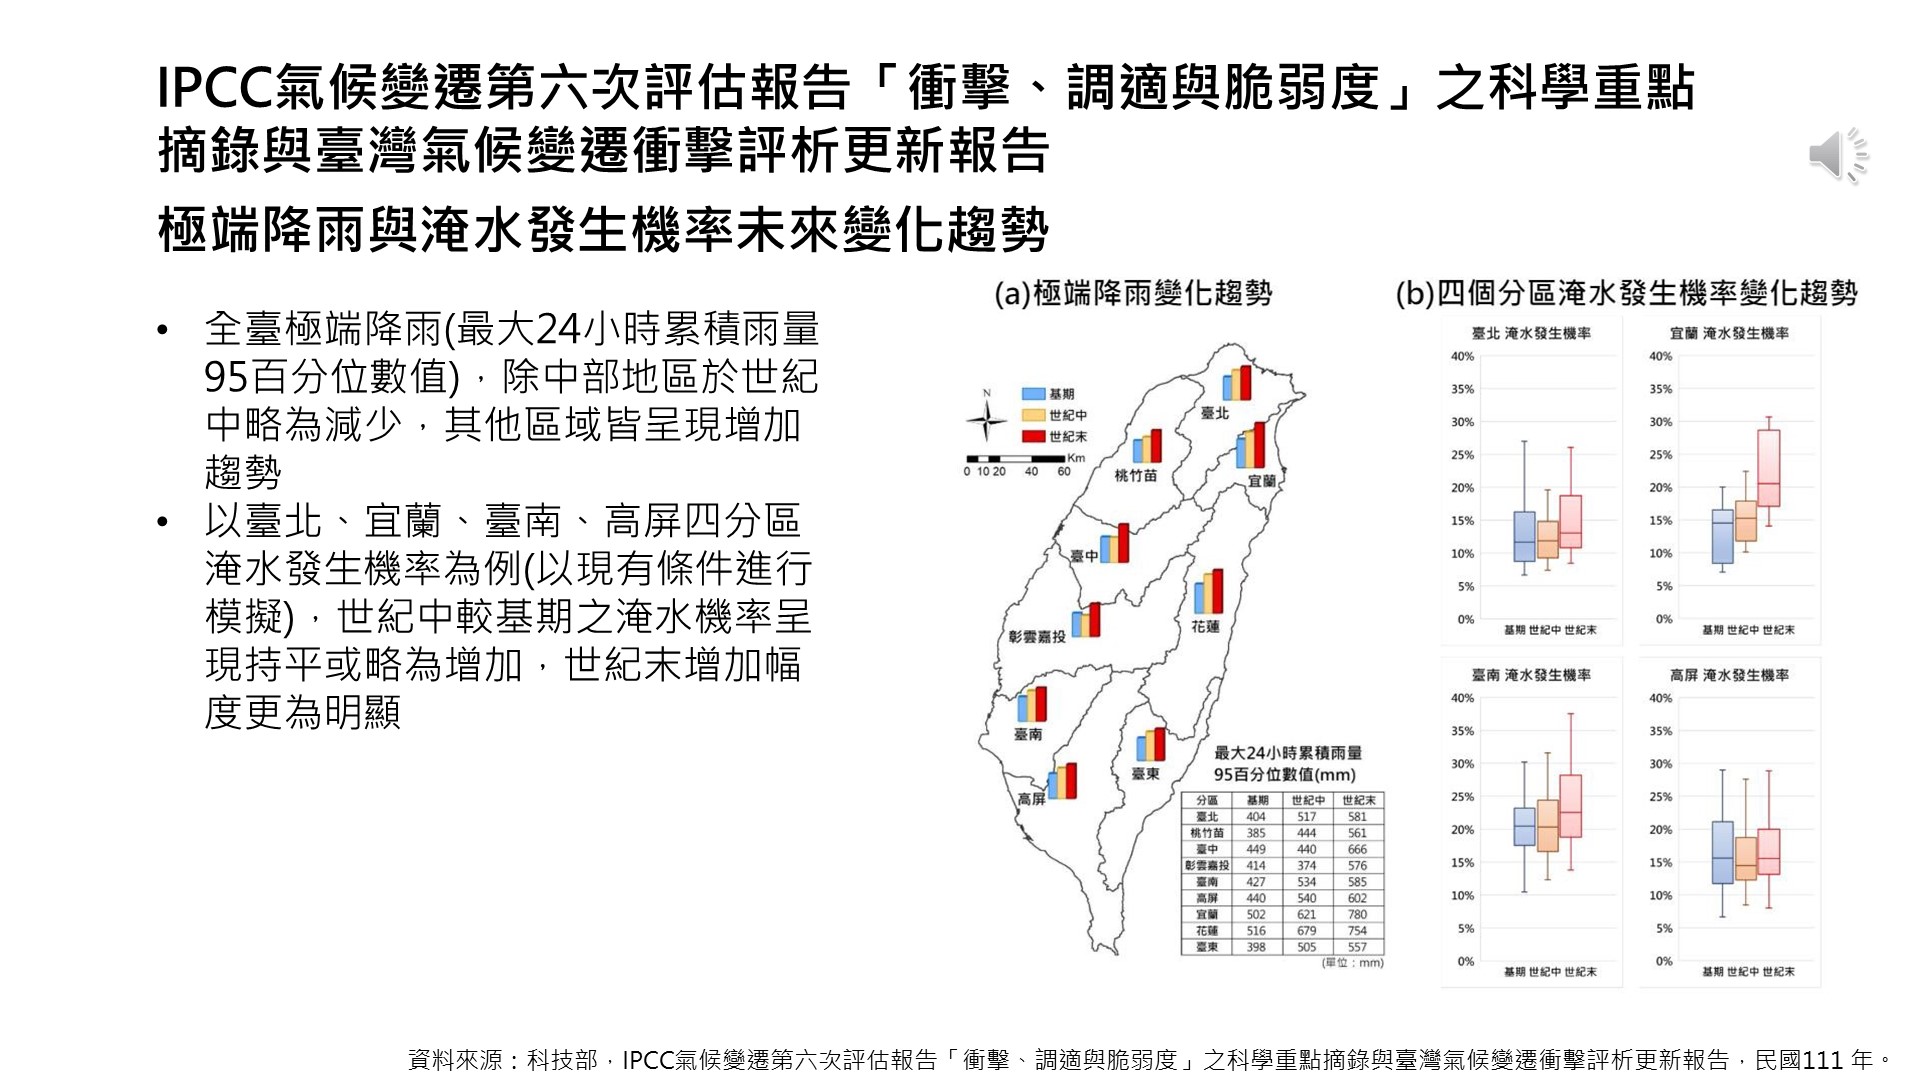 IPCC氣候變遷第六次評估報告「衝擊、調適與脆弱度」之科學重點
摘錄與臺灣氣候變遷衝擊評析更新報告
極端降雨與淹水發生機率未來變化趨勢
• 全臺極端降雨(最大24小時累積雨量
95百分位數值)，除中部地區於世紀
中略為減少，其他區域皆呈現增加
趨勢
• 以臺北、宜蘭、臺南、高屏四分區
淹水發生機率為例(以現有條件進行
模擬)，世紀中較基期之淹水機率呈
現持平或略為增加，世紀末增加幅
度更為明顯
(a)極端降雨變化趨勢
N
基期
世紀中
世紀末
Km
0 10 20 40 60
臺北
桃竹苗
宜蘭
臺中
彰雲嘉投
花蓮
臺南
臺東
高屏
最大24小時累積雨量
95百分位數值(mm)
分區 基期 世紀中 世紀末
臺北 404 517 581
桃竹苗 385 444 561
臺中 449 440 666
彰雲嘉投 414 374 576
臺南 427 534 585
高屏 440 540 602
宜蘭 502 621 780
花蓮 516 679 754
臺東 398 505 557
(單位：mm)
(b)四個分區淹水發生機率變化趨勢
臺北 淹水發生機率
40%
35%
30%
25%
20%
15%
10%
5%
0%
基期 世紀中 世紀末
宜蘭 淹水發生機率
40%
35%
30%
25%
20%
15%
10%
5%
0%
基期 世紀中 世紀末
臺南 淹水發生機率
40%
35%
30%
25%
20%
15%
10%
5%
0%
基期 世紀中 世紀末
高屏 淹水發生機率
40%
35%
30%
25%
20%
15%
10%
5%
0%
基期 世紀中 世紀末
資料來源：科技部，IPCC氣候變遷第六次評估報告「衝擊、調適與脆弱度」之科學重點摘錄與臺灣氣候變遷衝擊評析更新報告，民國111 年。